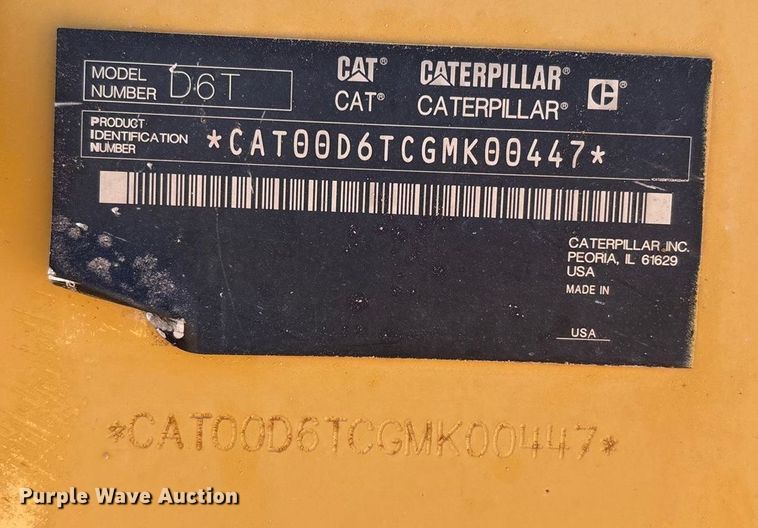 MODEL NUMBER D6T
CAT® CATERPILLAR®
CAT® CATERPILLAR®
PRODUCT
IDENTIFICATION
NUMBER
*CAT00D6TCGMK00447*
CATERPILLAR INC.
PEORIA, IL 61629
USA
MADE IN
USA
*CAT00D6TCGMK00447*
Purple Wave Auction